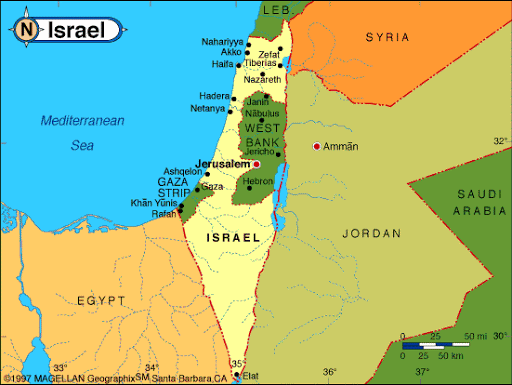 N
Israel
LEB.
SYRIA
Nahariyya
Akko
Zefat
Haifa
Tiberias
Nazareth
Hadera
Janin
Netanya
Nābulus
Mediterranean
Sea
WEST
BANK
32°
Ammān
Jericho
Jerusalem
Ashqelon
GAZA
STRIP
Gaza
Hebron
Khān Yūnis
Rafah
SAUDI
ARABIA
ISRAEL
JORDAN
EGYPT
0 25 50 mi
0 25 50 km
30°
33°
34°
35°
36°
37°
Elat
©1997 MAGELLAN Geographix SM Santa Barbara,CA